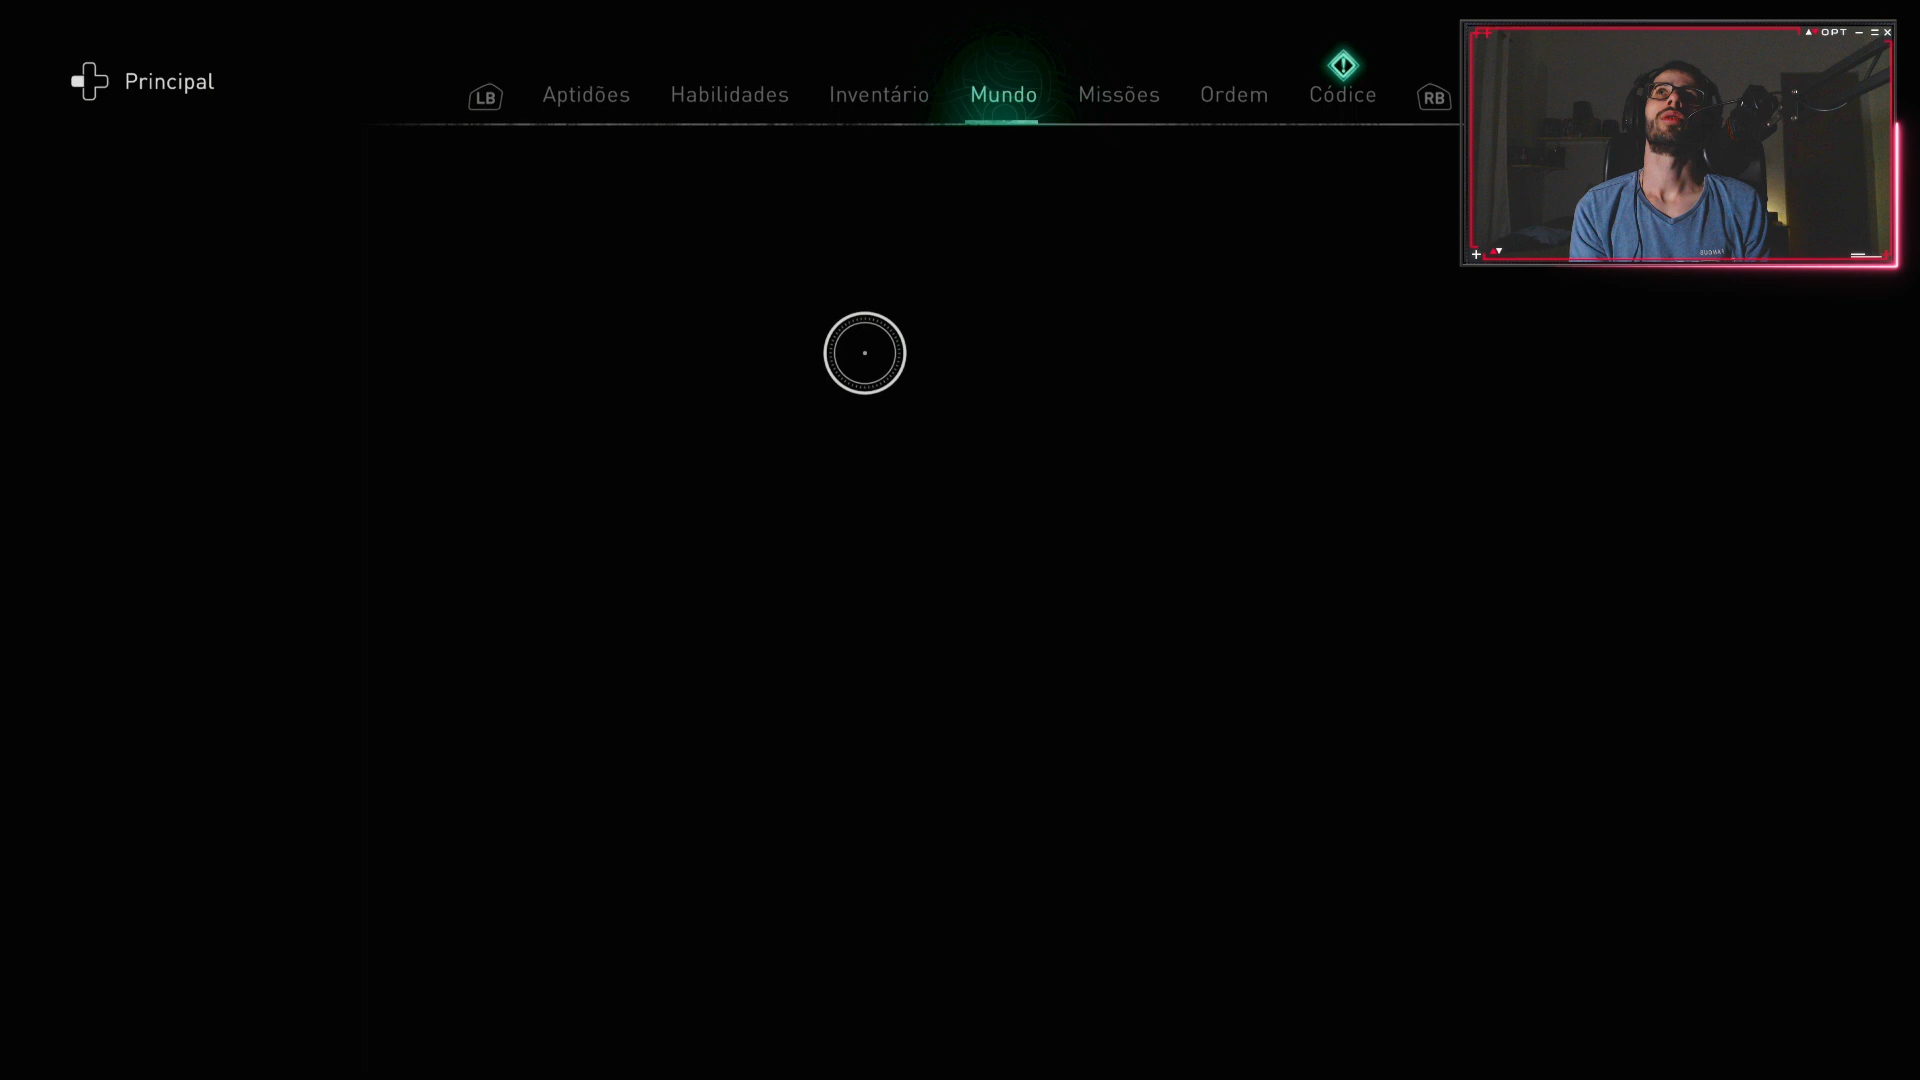 Principal
LB Aptidões Habilidades Inventário Mundo Missões Ordem Códice RB
OPT